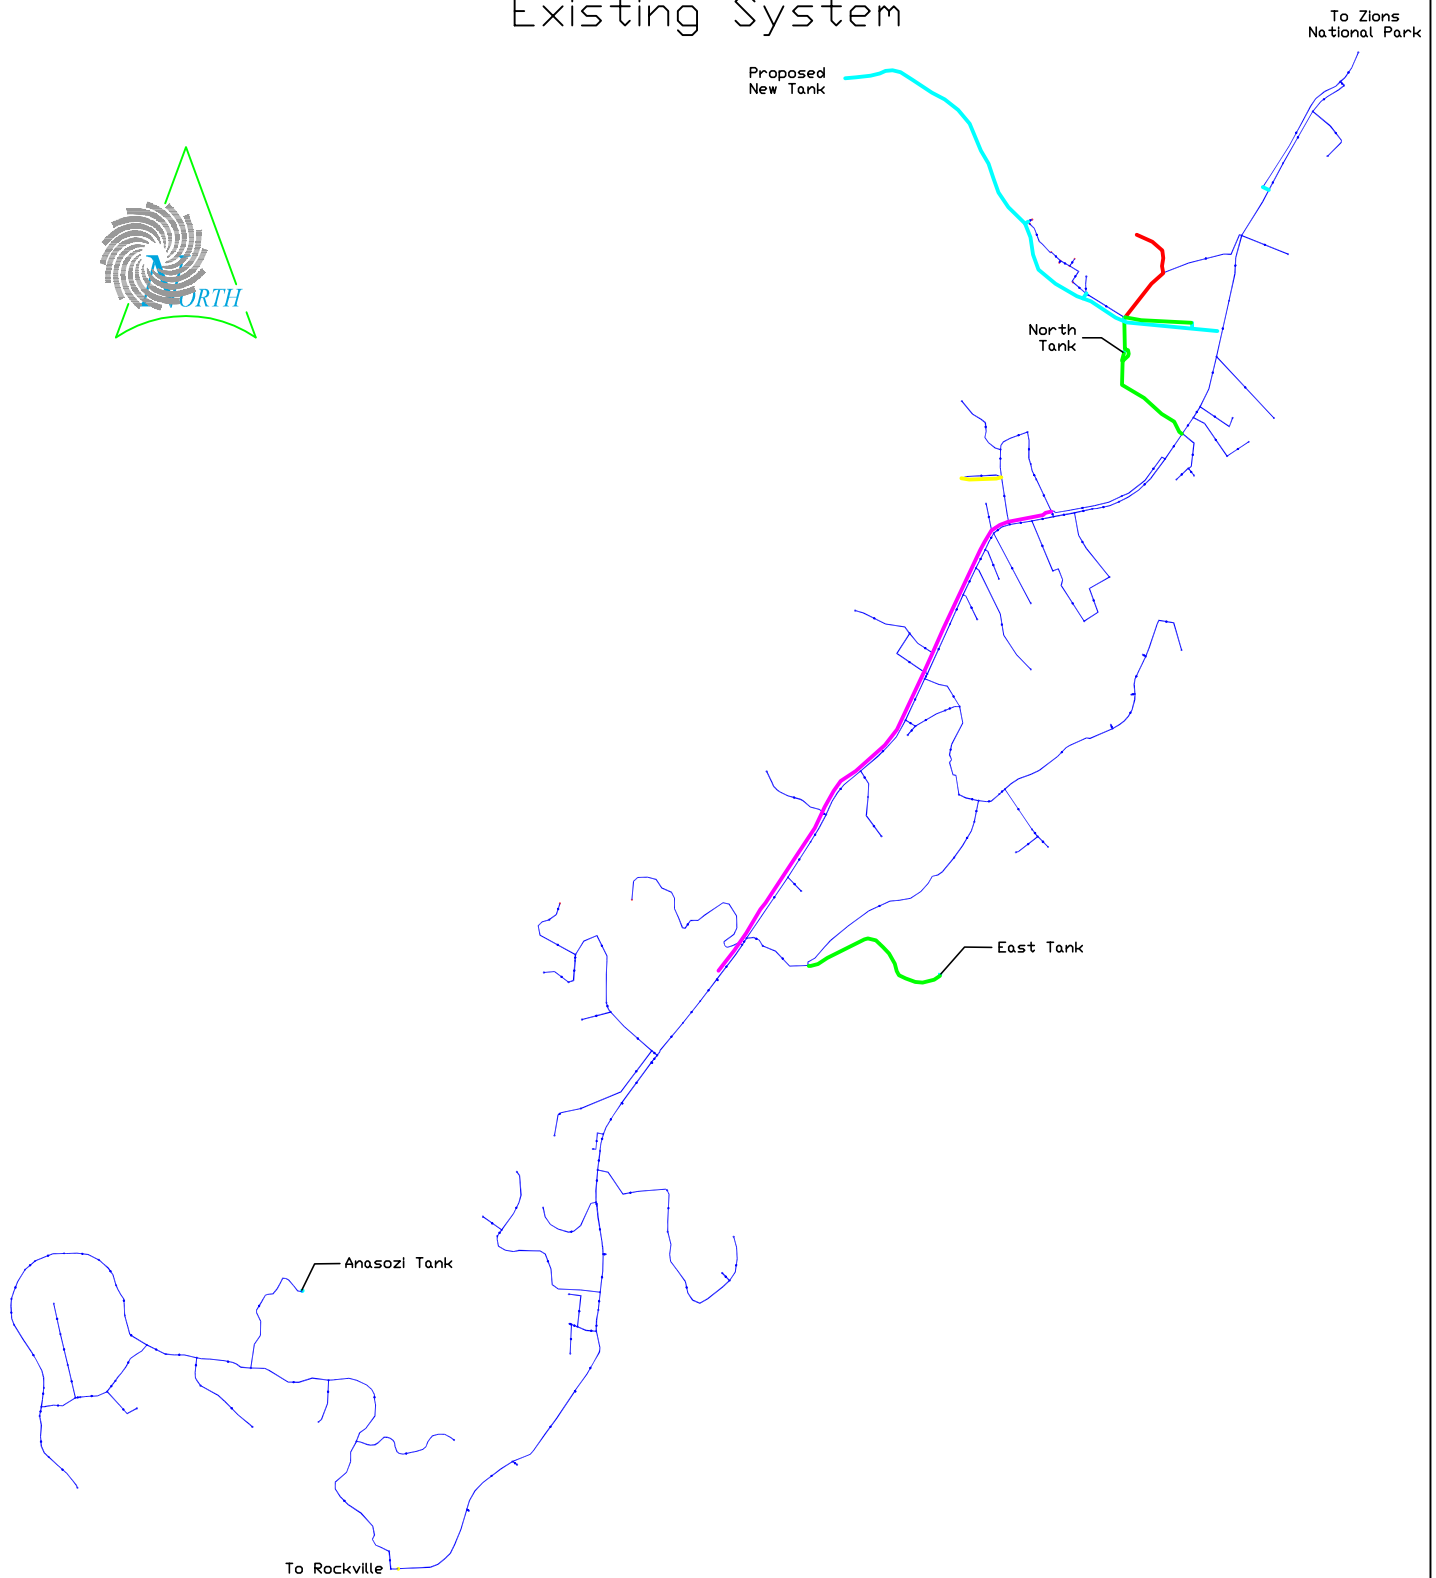 Existing System
To Zions
National Park
Proposed
New Tank
NORTH
North
Tank
East Tank
Anasozi Tank
To Rockville